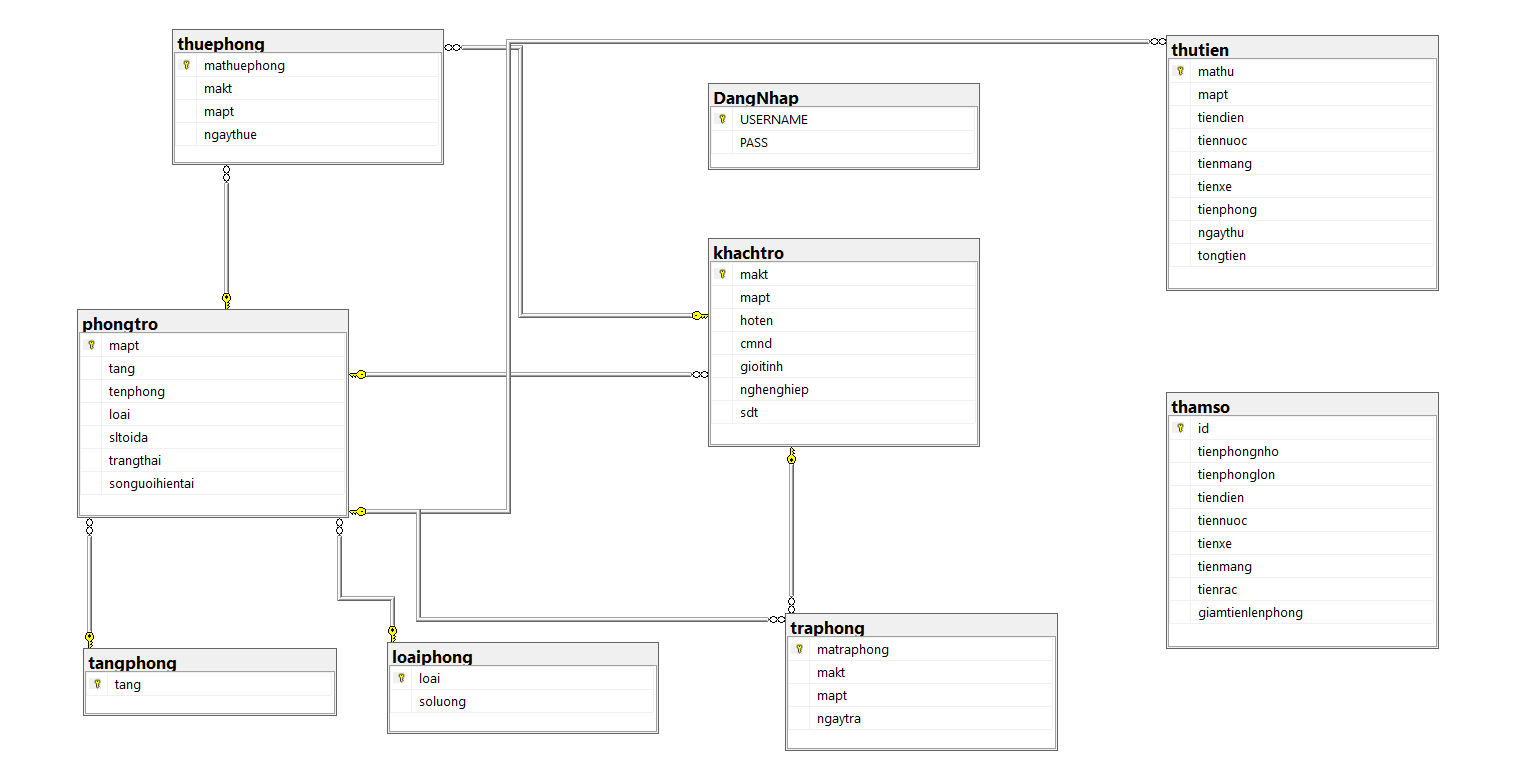 thuephong
mathuephong
makt
mapt
ngaythue
thutien
mathu
mapt
tiendien
tiennuoc
tienmang
tienxe
tienphong
ngaythu
tongtien
DangNhap
USERNAME
PASS
khachtro
makt
mapt
hoten
cmnd
gioitinh
nghenghiep
sdt
phongtro
mapt
tang
tenphong
loai
sltoida
trangthai
songuoihientai
thamso
id
tienphongnho
tienphonglon
tiendien
tiennuoc
tienxe
tienmang
tienrac
giamtienlenphong
tangphong
tang
loaiphong
loai
soluong
traphong
matraphong
makt
mapt
ngaytra